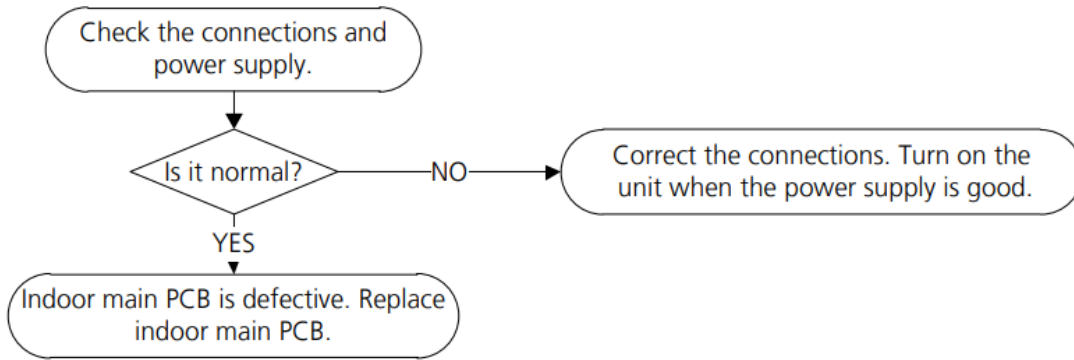 Check the connections and
power supply.
Is it normal?
NO
Correct the connections. Turn on the
unit when the power supply is good.
YES
Indoor main PCB is defective. Replace
indoor main PCB.